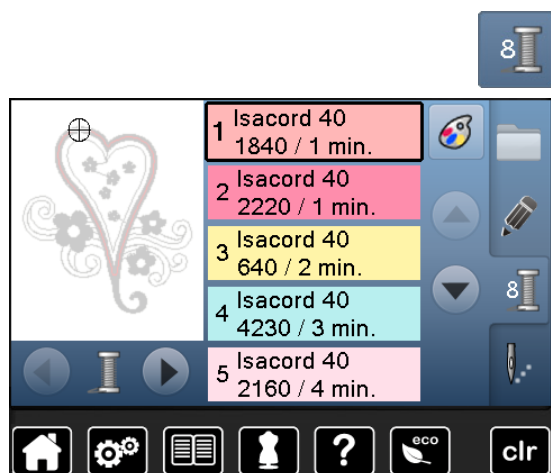 8
1 Isacord 40
1840 / 1 min.
2 Isacord 40
2220 / 1 min.
3 Isacord 40
640 / 2 min.
4 Isacord 40
4230 / 3 min.
5 Isacord 40
2160 / 4 min.
8
?
eco
clr